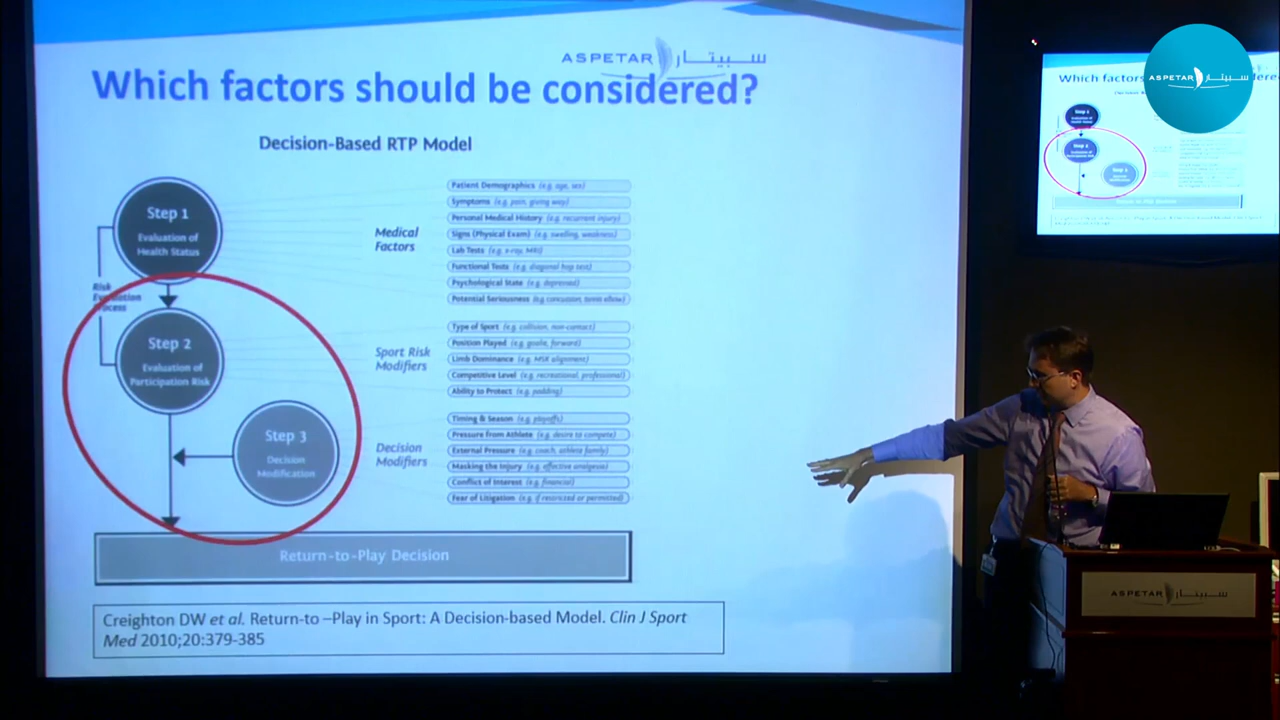 ASPETAR سبيتار
Which factors should be considered?
Decision-Based RTP Model
Step 1
Evaluation of
Health Status
Risk
Evaluation
Process
Step 2
Evaluation of
Participation Risk
Step 3
Decision
Modification
Medical
Factors
Patient Demographics (e.g. age, sex)
Symptoms (e.g. pain, giving way)
Personal Medical History (e.g. recurrent injury)
Signs (Physical Exam) (e.g. swelling, weakness)
Lab Tests (e.g. x-ray, MRI)
Functional Tests (e.g. diagonal hop test)
Psychological State (e.g. depressed)
Potential Seriousness (e.g. concussion, tennis elbow)
Sport Risk
Modifiers
Type of Sport (e.g. collision, non-contact)
Position Played (e.g. goalie, forward)
Limb Dominance (e.g. MSK alignment)
Competitive Level (e.g. recreational, professional)
Ability to Protect (e.g. padding)
Decision
Modifiers
Timing & Season (e.g. playoffs)
Pressure from Athlete (e.g. desire to compete)
External Pressure (e.g. coach, athlete family)
Masking the Injury (e.g. effective analgesia)
Conflict of Interest (e.g. financial)
Fear of Litigation (e.g. if restricted or permitted)
Return-to-Play Decision
Creighton DW et al. Return-to –Play in Sport: A Decision-based Model. Clin J Sport
Med 2010;20:379-385
ASPETAR سبيتار
Which factors
Step 1
Step 2
ASPETAR سبيتار